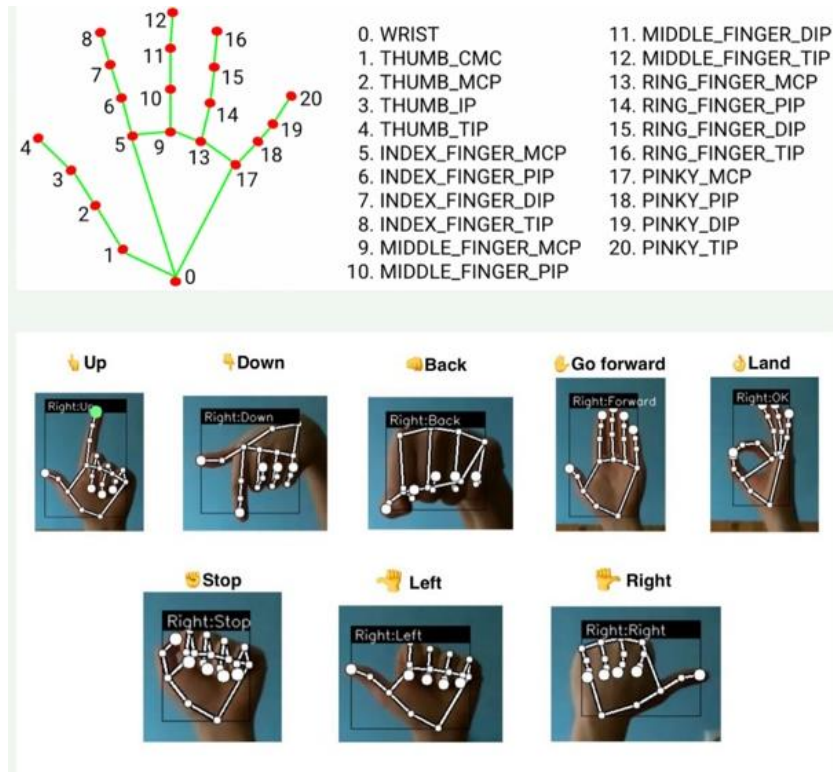 12
8
16
11
7
15
20
10
6
14
19
4
5
9
13
18
3
17
2
1
0
0. WRIST
1. THUMB_CMC
2. THUMB_MCP
3. THUMB_IP
4. THUMB_TIP
5. INDEX_FINGER_MCP
6. INDEX_FINGER_PIP
7. INDEX_FINGER_DIP
8. INDEX_FINGER_TIP
9. MIDDLE_FINGER_MCP
10. MIDDLE_FINGER_PIP
11. MIDDLE_FINGER_DIP
12. MIDDLE_FINGER_TIP
13. RING_FINGER_MCP
14. RING_FINGER_PIP
15. RING_FINGER_DIP
16. RING_FINGER_TIP
17. PINKY_MCP
18. PINKY_PIP
19. PINKY_DIP
20. PINKY_TIP
👆Up
👇Down
👊Back
✋Go forward
👌Land
Right:Up
Right:Down
Right:Back
Right:Forward
Right:OK
✊Stop
Left
Right
Right:Stop
Right:Left
Right:Right